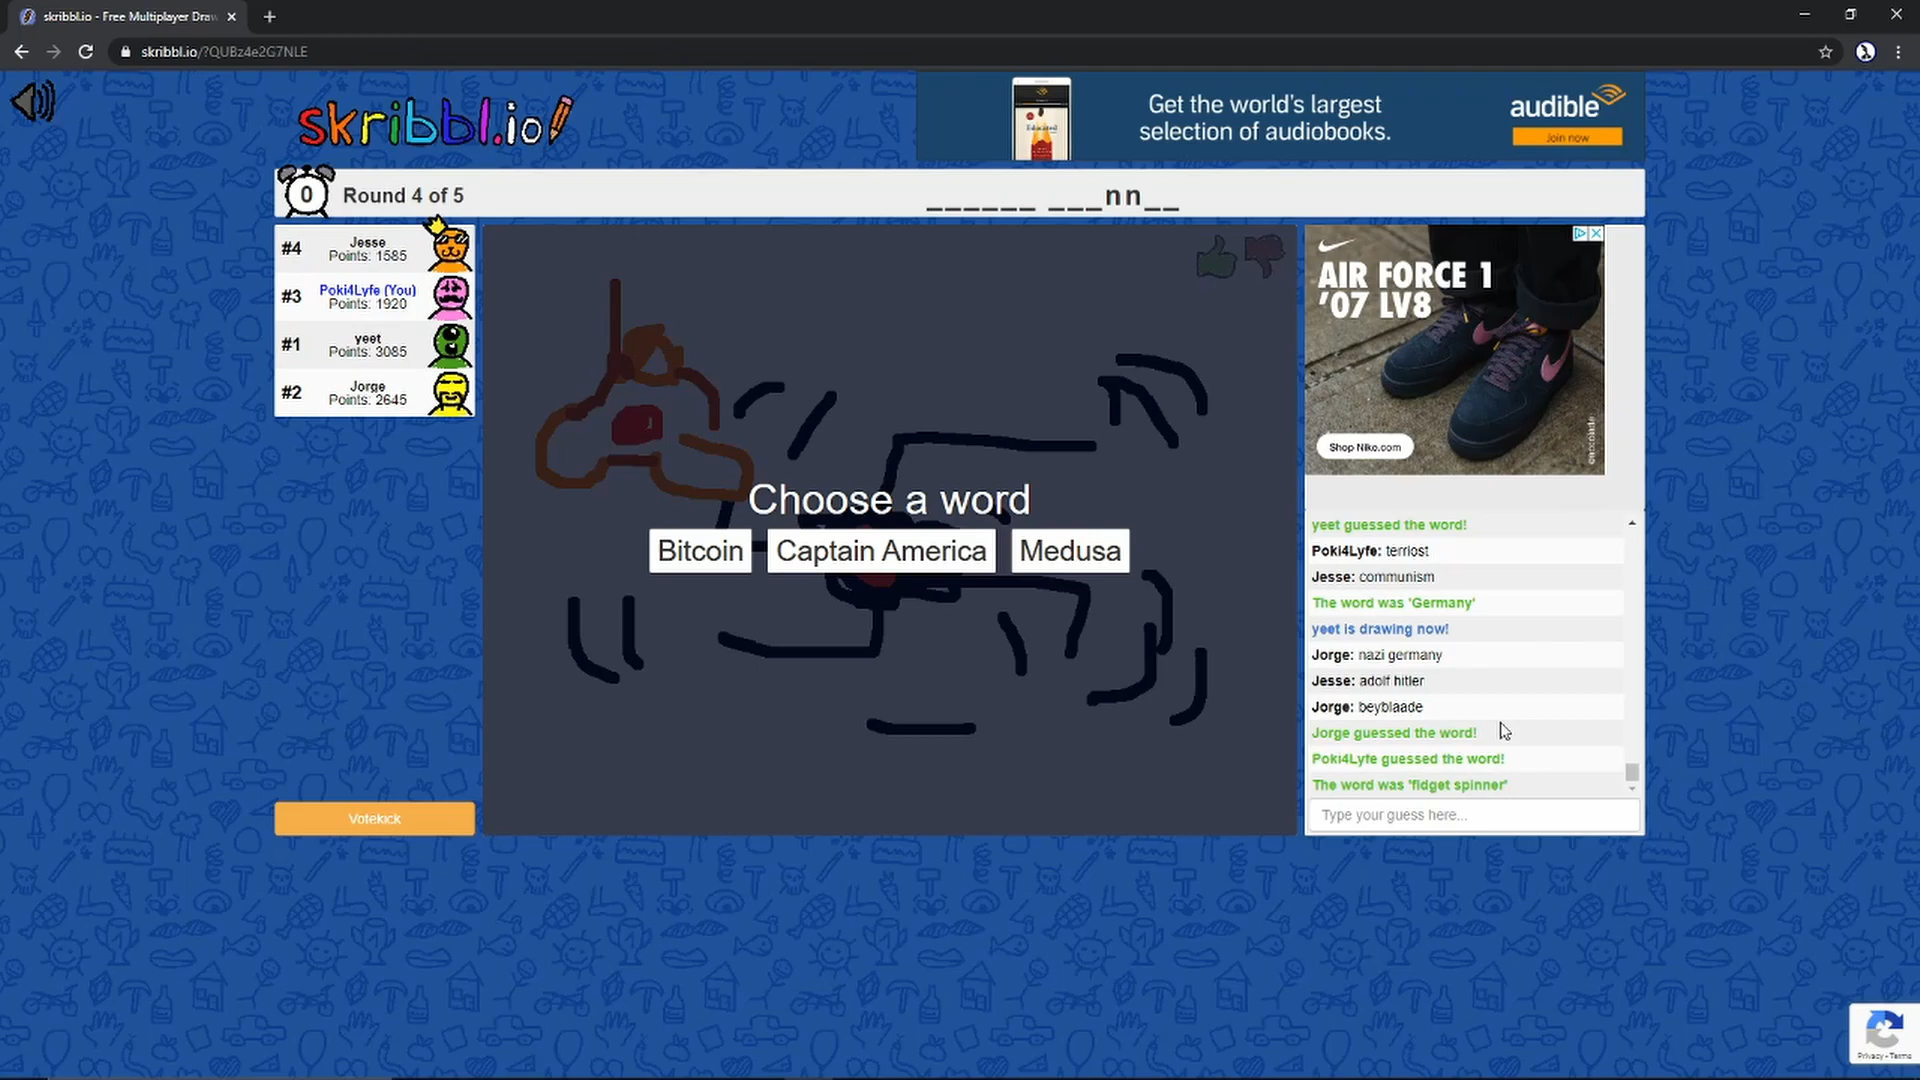 skribbl.io - Free Multiplayer Draw
skribbl.io/?QUBz4e2G7NLE
skribbl.io
Get the world's largest
selection of audiobooks.
audible
Join now
Educated
0
Round 4 of 5
______ ___nn__
#4
Jesse
Points: 1585
#3
Poki4Lyfe (You)
Points: 1920
#1
yeet
Points: 3085
#2
Jorge
Points: 2645
Votekick
Choose a word
Bitcoin
Captain America
Medusa
AIR FORCE 1
'07 LV8
Shop Nike.com
yeet guessed the word!
Poki4Lyfe: terriost
Jesse: communism
The word was 'Germany'
yeet is drawing now!
Jorge: nazi germany
Jesse: adolf hitler
Jorge: beyblaade
Jorge guessed the word!
Poki4Lyfe guessed the word!
The word was 'fidget spinner'
Type your guess here...
Privacy - Terms